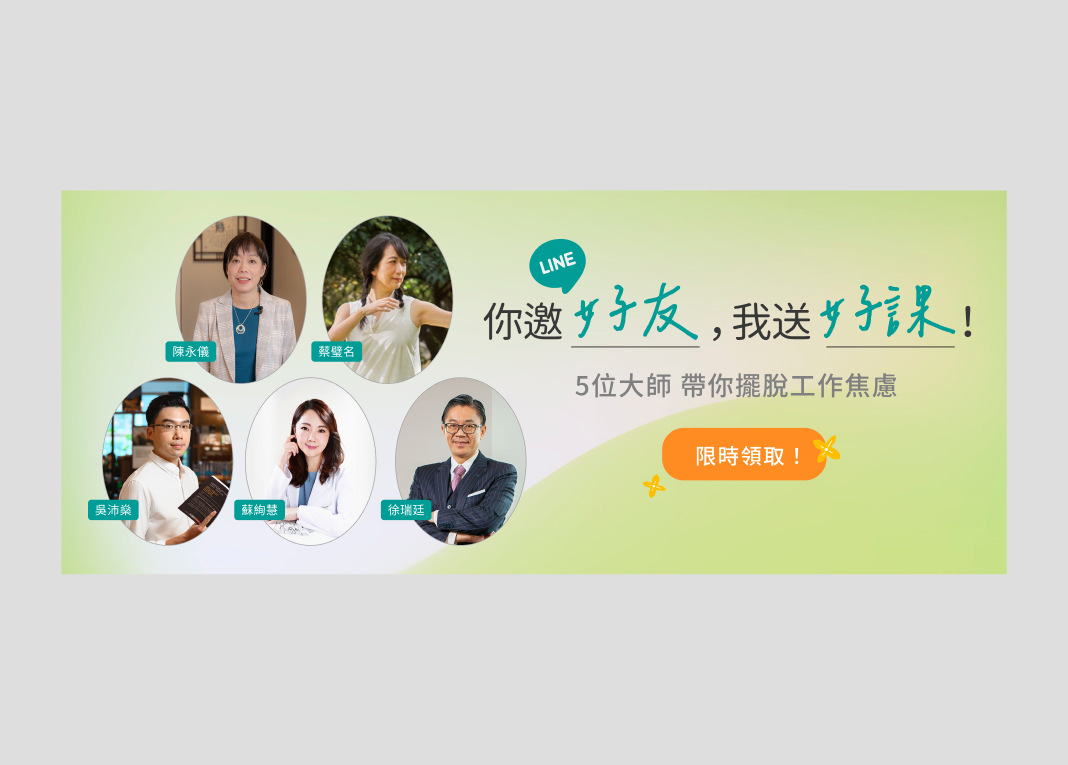 陳永儀
蔡璧名
吳沛燊
蘇絢慧
徐瑞廷
LINE
你邀好友，我送好課！
5位大師 帶你擺脫工作焦慮
限時領取！